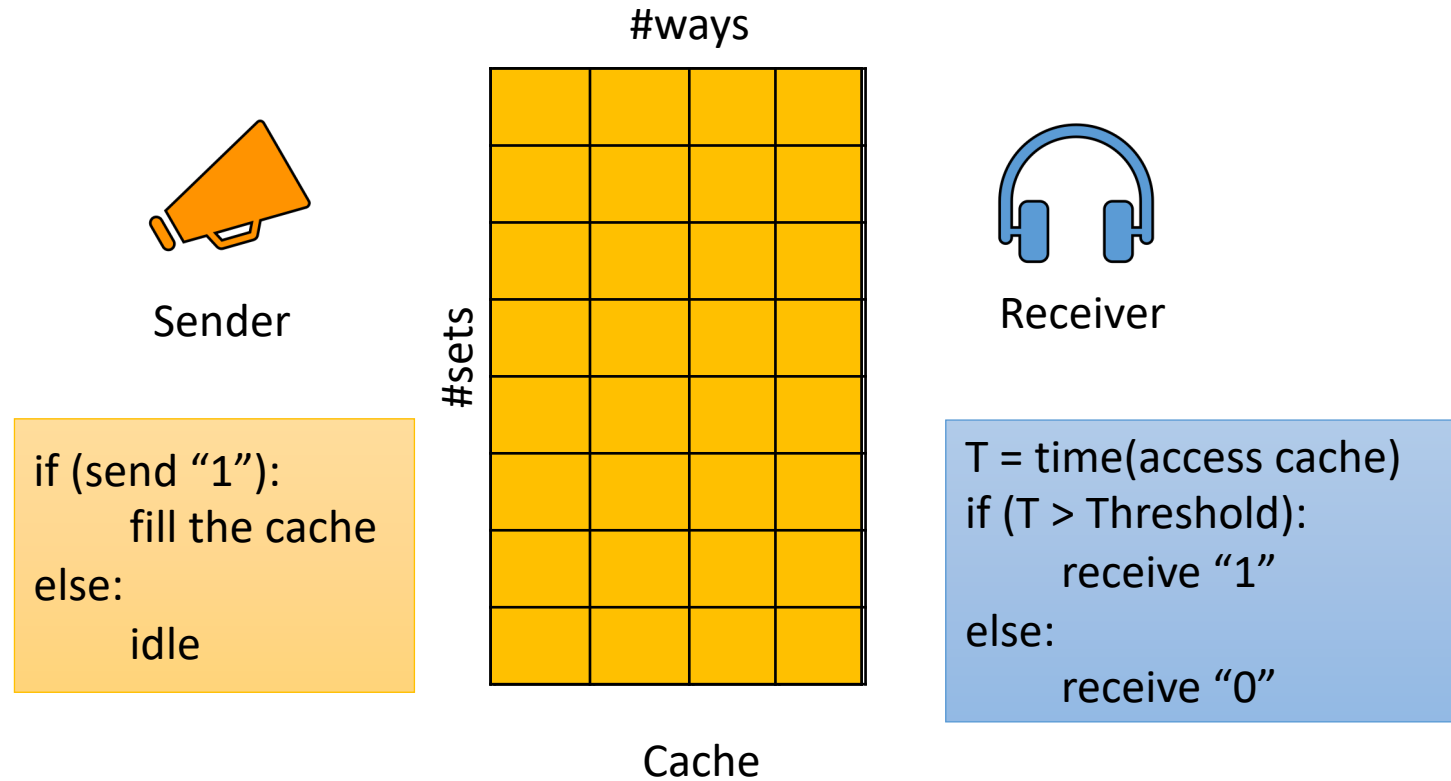 #ways
Sender
#sets
Receiver
if (send “1”):
fill the cache
else:
idle
T = time(access cache)
if (T > Threshold):
receive “1”
else:
receive “0”
Cache